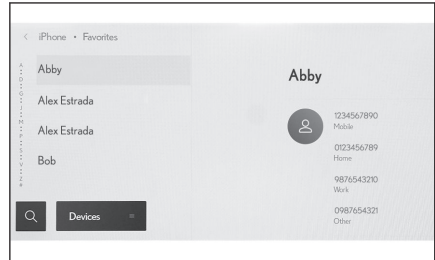 iPhone • Favorites
Abby
Alex Estrada
Alex Estrada
Bob
Devices
Abby
1234567890
Mobile
0123456789
Home
9876543210
Work
0987654321
Other